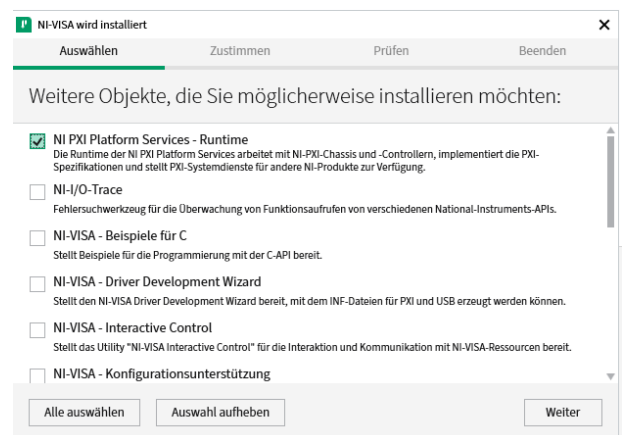 NI-VISA wird installiert
Auswählen Zustimmen Prüfen Beenden
Weitere Objekte, die Sie möglicherweise installieren möchten:
NI PXI Platform Services - Runtime
Die Runtime der NI PXI Platform Services arbeitet mit NI-PXI-Chassis und -Controllern, implementiert die PXI-
Spezifikationen und stellt PXI-Systemdienste für andere NI-Produkte zur Verfügung.
NI-I/O-Trace
Fehlersuchwerkzeug für die Überwachung von Funktionsaufrufen von verschiedenen National-Instruments-APIs.
NI-VISA - Beispiele für C
Stellt Beispiele für die Programmierung mit der C-API bereit.
NI-VISA - Driver Development Wizard
Stellt den NI-VISA Driver Development Wizard bereit, mit dem INF-Dateien für PXI und USB erzeugt werden können.
NI-VISA - Interactive Control
Stellt das Utility "NI-VISA Interactive Control" für die Interaktion und Kommunikation mit NI-VISA-Ressourcen bereit.
NI-VISA - Konfigurationsunterstützung
Alle auswählen Auswahl aufheben Weiter